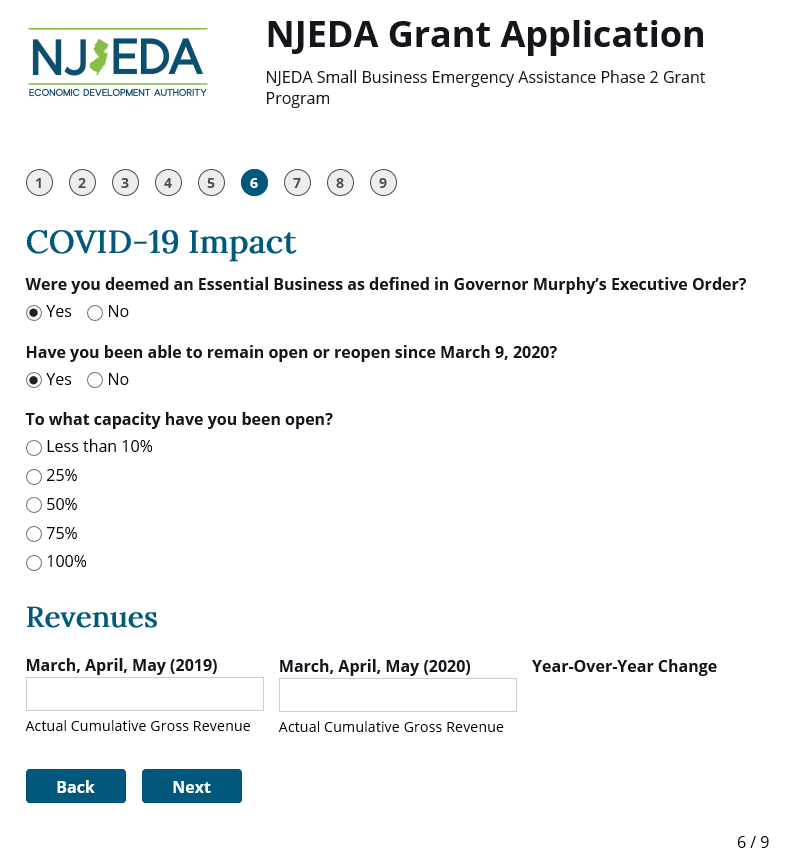 NJEDA
ECONOMIC DEVELOPMENT AUTHORITY
NJEDA Grant Application
NJEDA Small Business Emergency Assistance Phase 2 Grant
Program
1 2 3 4 5 6 7 8 9
COVID-19 Impact
Were you deemed an Essential Business as defined in Governor Murphy’s Executive Order?
Yes No
Have you been able to remain open or reopen since March 9, 2020?
Yes No
To what capacity have you been open?
Less than 10%
25%
50%
75%
100%
Revenues
March, April, May (2019) March, April, May (2020) Year-Over-Year Change
Actual Cumulative Gross Revenue Actual Cumulative Gross Revenue
Back Next
6 / 9